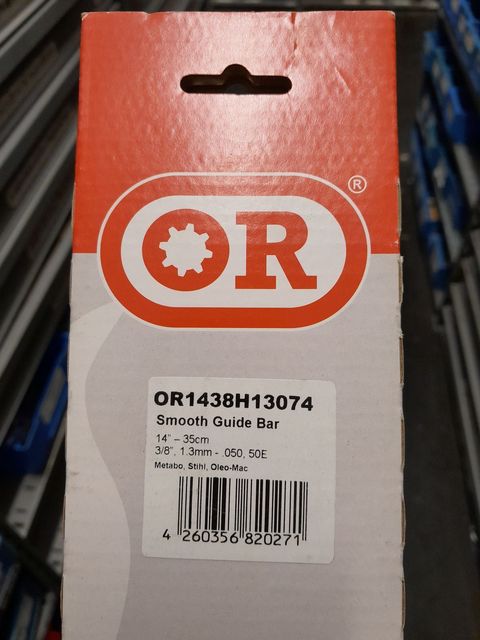 OR ®
OR1438H13074
Smooth Guide Bar
14" – 35cm
3/8", 1.3mm - .050, 50E
Metabo, Stihl, Oleo-Mac
4 260356 820271